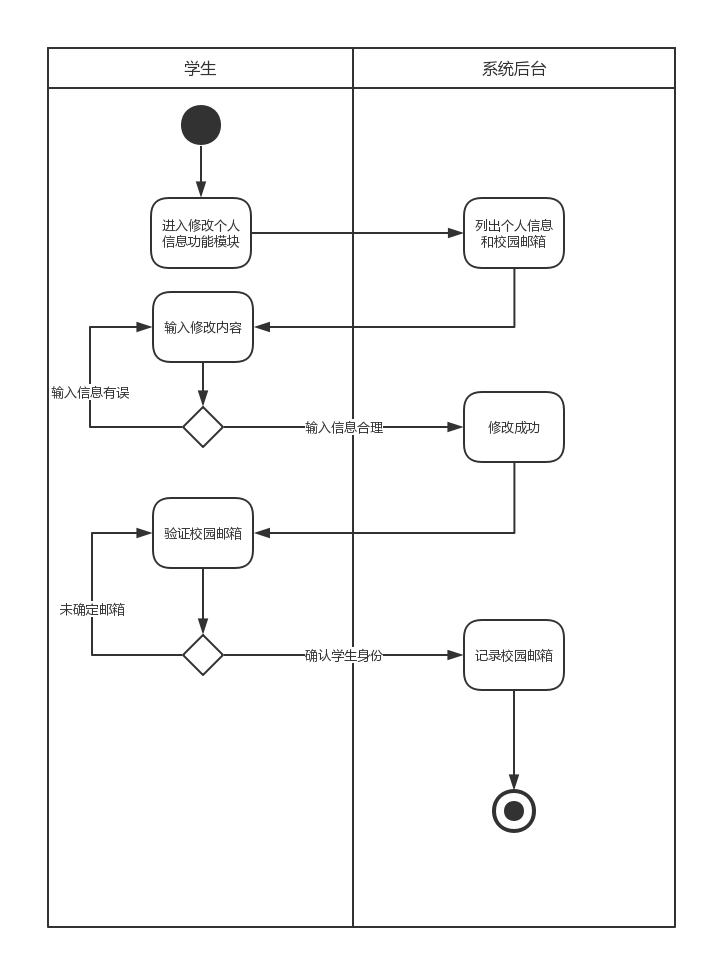 学生
系统后台
进入修改个人
信息功能模块
列出个人信息
和校园邮箱
输入修改内容
输入信息有误
输入信息合理
修改成功
验证校园邮箱
未确定邮箱
确认学生身份
记录校园邮箱